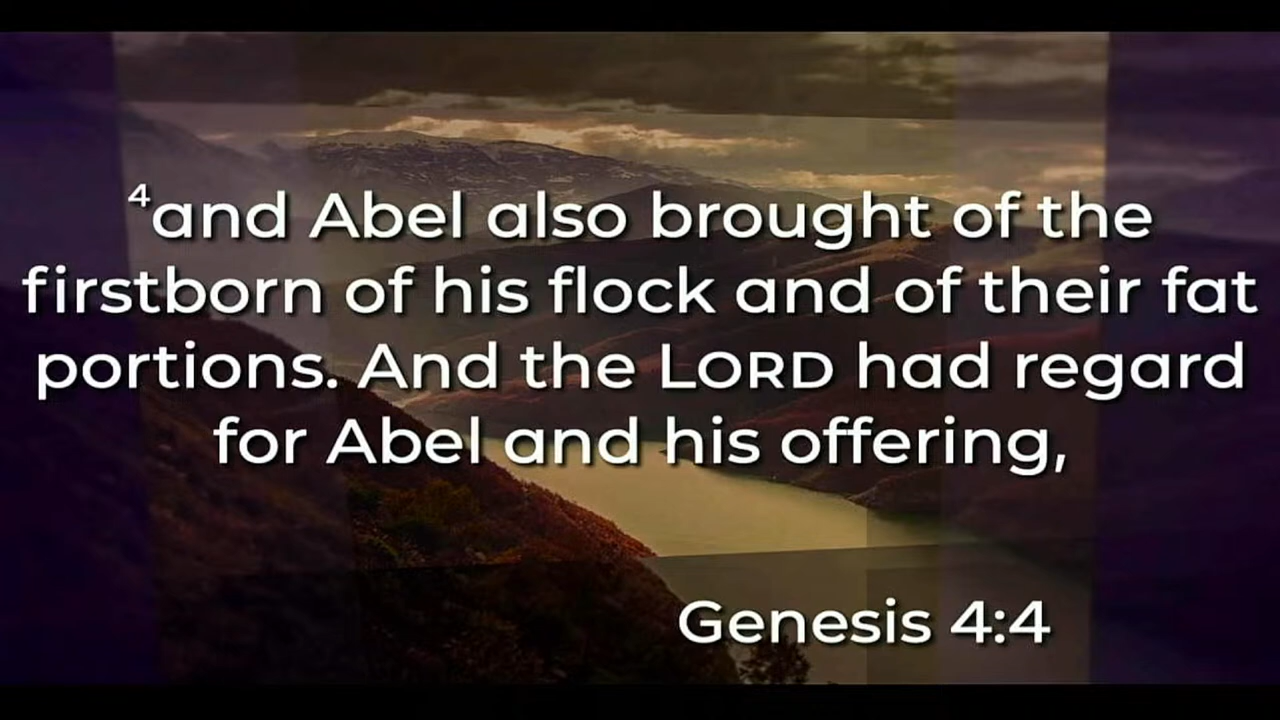 4and Abel also brought of the
firstborn of his flock and of their fat
portions. And the LORD had regard
for Abel and his offering,
Genesis 4:4